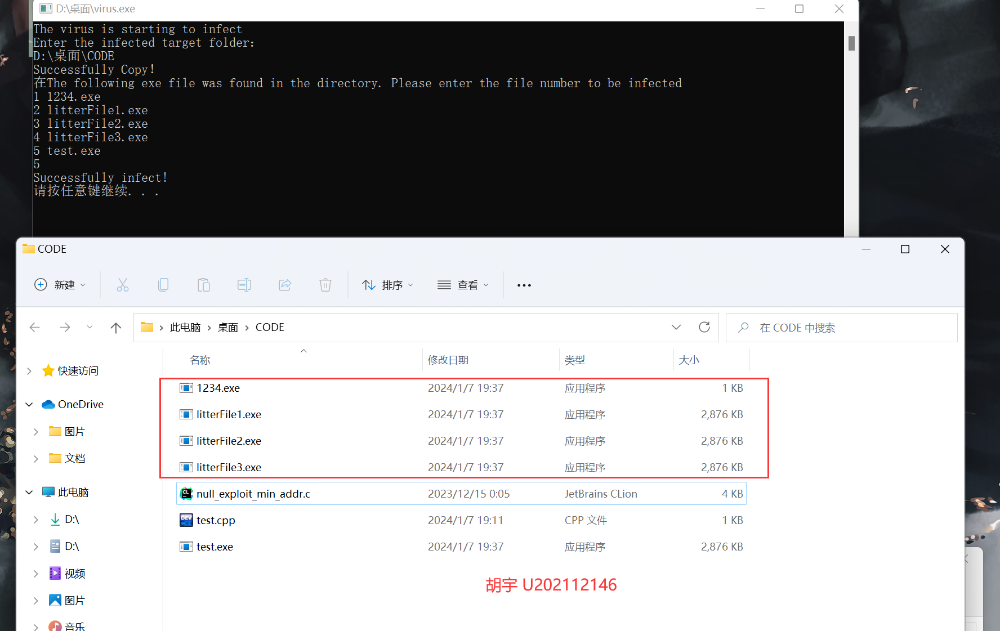 D:\桌面\virus.exe
The virus is starting to infect
Enter the infected target folder:
D:\桌面\CODE
Successfully Copy!
在The following exe file was found in the directory. Please enter the file number to be infected
1 1234.exe
2 litterFile1.exe
3 litterFile2.exe
4 litterFile3.exe
5 test.exe
5
Successfully infect!
请按任意键继续. . .
CODE
新建 排序 查看
此电脑 › 桌面 › CODE 在 CODE 中搜索
名称 修改日期 类型 大小
快速访问
OneDrive
图片
文档
此电脑
D:\
D:\
视频
图片
音乐
1234.exe 2024/1/7 19:37 应用程序 1 KB
litterFile1.exe 2024/1/7 19:37 应用程序 2,876 KB
litterFile2.exe 2024/1/7 19:37 应用程序 2,876 KB
litterFile3.exe 2024/1/7 19:37 应用程序 2,876 KB
CL null_exploit_min_addr.c 2023/12/15 0:05 JetBrains CLion 4 KB
DEV test.cpp 2024/1/7 19:11 CPP 文件 1 KB
test.exe 2024/1/7 19:37 应用程序 2,876 KB
胡宇 U202112146